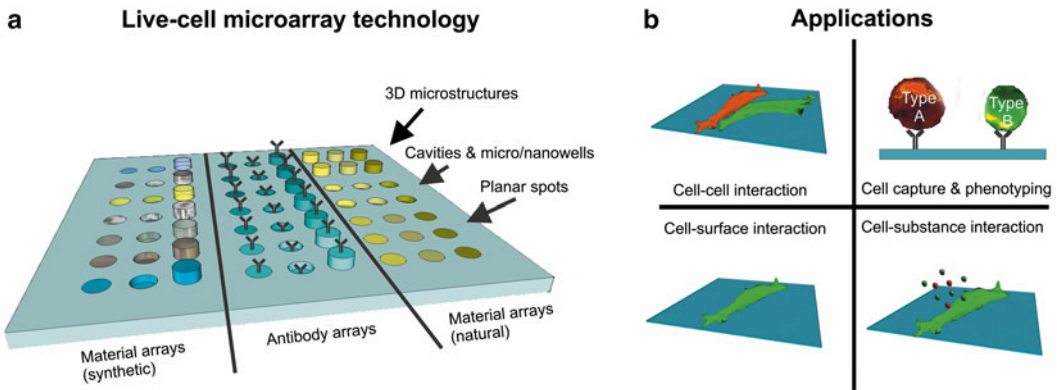 a
Live-cell microarray technology
3D microstructures
Cavities & micro/nanowells
Planar spots
Material arrays
(synthetic)
Antibody arrays
Material arrays
(natural)
b
Applications
Type
A
Type
B
Cell-cell interaction
Cell capture & phenotyping
Cell-surface interaction
Cell-substance interaction